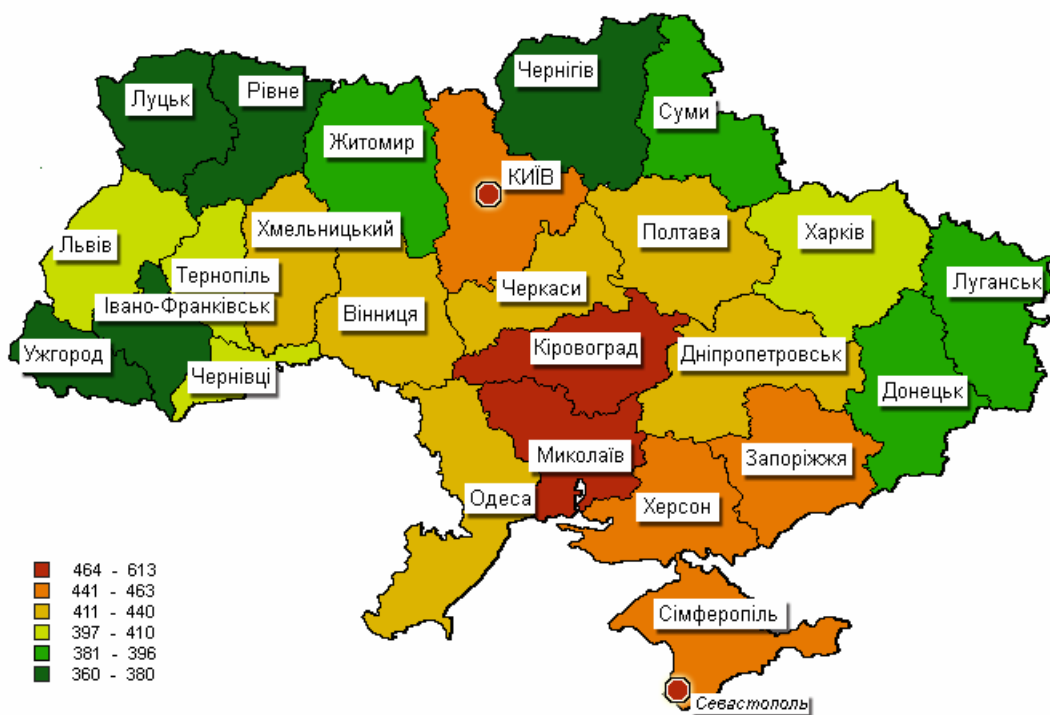 Чернігів
Луцьк
Рівне
Суми
Житомир
КИЇВ
Хмельницький
Полтава
Харків
Львів
Тернопіль
Луганськ
Черкаси
Івано-Франківськ
Вінниця
Ужгород
Кіровоград
Дніпропетровськ
Чернівці
Донецьк
Миколаїв
Запоріжжя
Одеса
Херсон
464 - 613
441 - 463
411 - 440
397 - 410
381 - 396
360 - 380
Сімферопіль
Севастополь